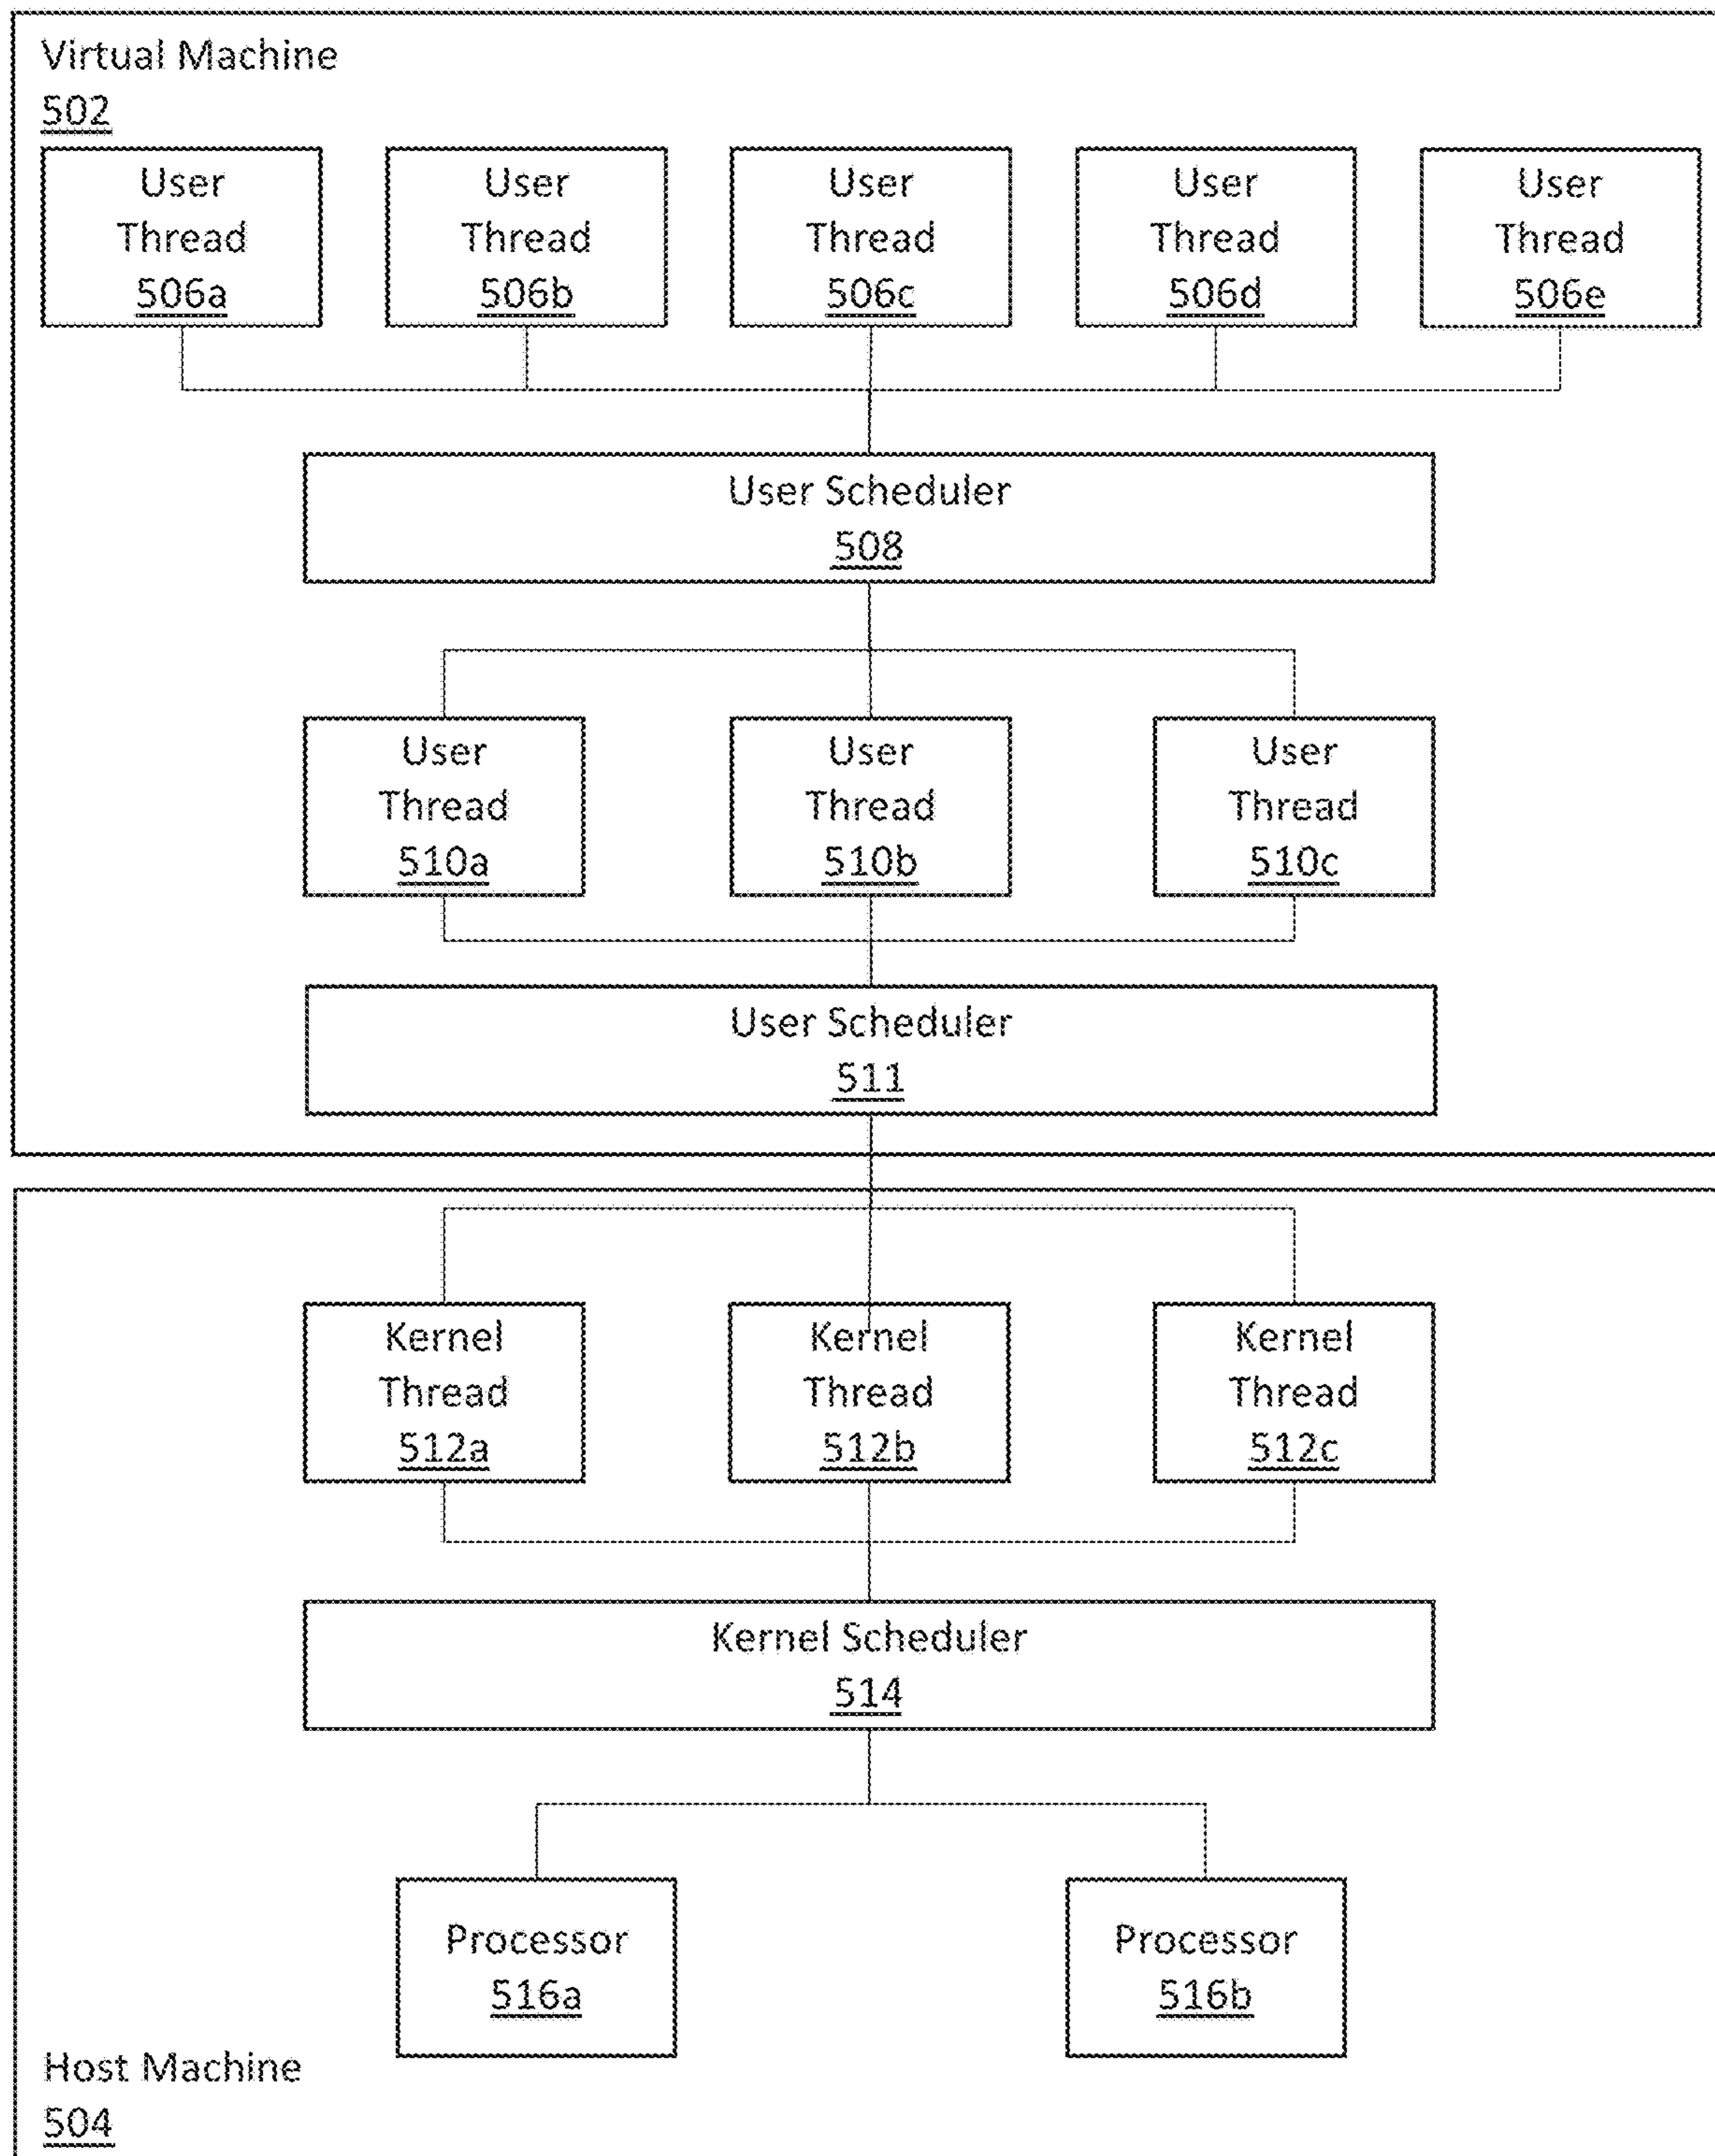 Virtual Machine
502
User
Thread
506a
User
Thread
506b
User
Thread
506c
User
Thread
506d
User
Thread
506e
User Scheduler
508
User
Thread
510a
User
Thread
510b
User
Thread
510c
User Scheduler
511
Kernel
Thread
512a
Kernel
Thread
512b
Kernel
Thread
512c
Kernel Scheduler
514
Processor
516a
Processor
516b
Host Machine
504